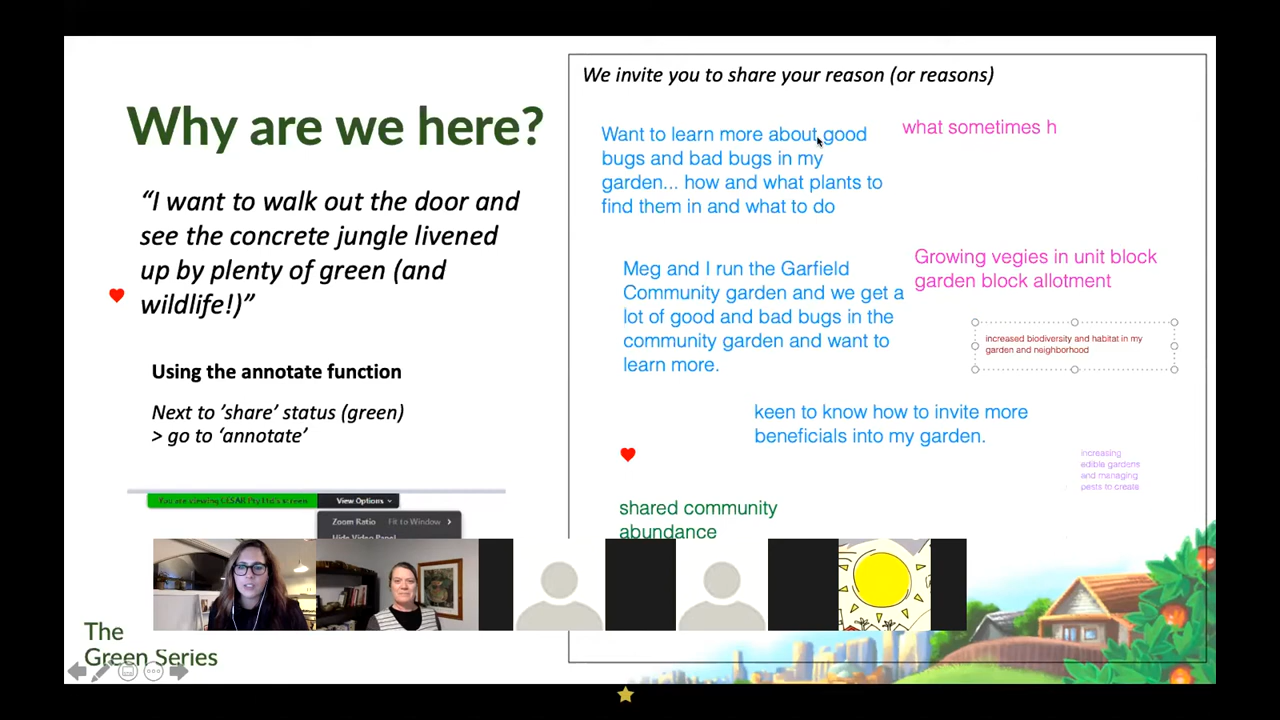 We invite you to share your reason (or reasons)
Why are we here?
“I want to walk out the door and
see the concrete jungle livened
up by plenty of green (and
wildlife!)”
Using the annotate function
Next to ’share’ status (green)
> go to ‘annotate’
You are viewing CESAR Pty Ltd's screen
View Options
Zoom Ratio Fit to Window
Hide Video Panel
Want to learn more about good
bugs and bad bugs in my
garden... how and what plants to
find them in and what to do
what sometimes h
Meg and I run the Garfield
Community garden and we get a
lot of good and bad bugs in the
community garden and want to
learn more.
Growing vegies in unit block
garden block allotment
increased biodiversity and habitat in my
garden and neighborhood
keen to know how to invite more
beneficials into my garden.
increasing
edible gardens
and managing
pests to create
shared community
abundance
The
Green Series